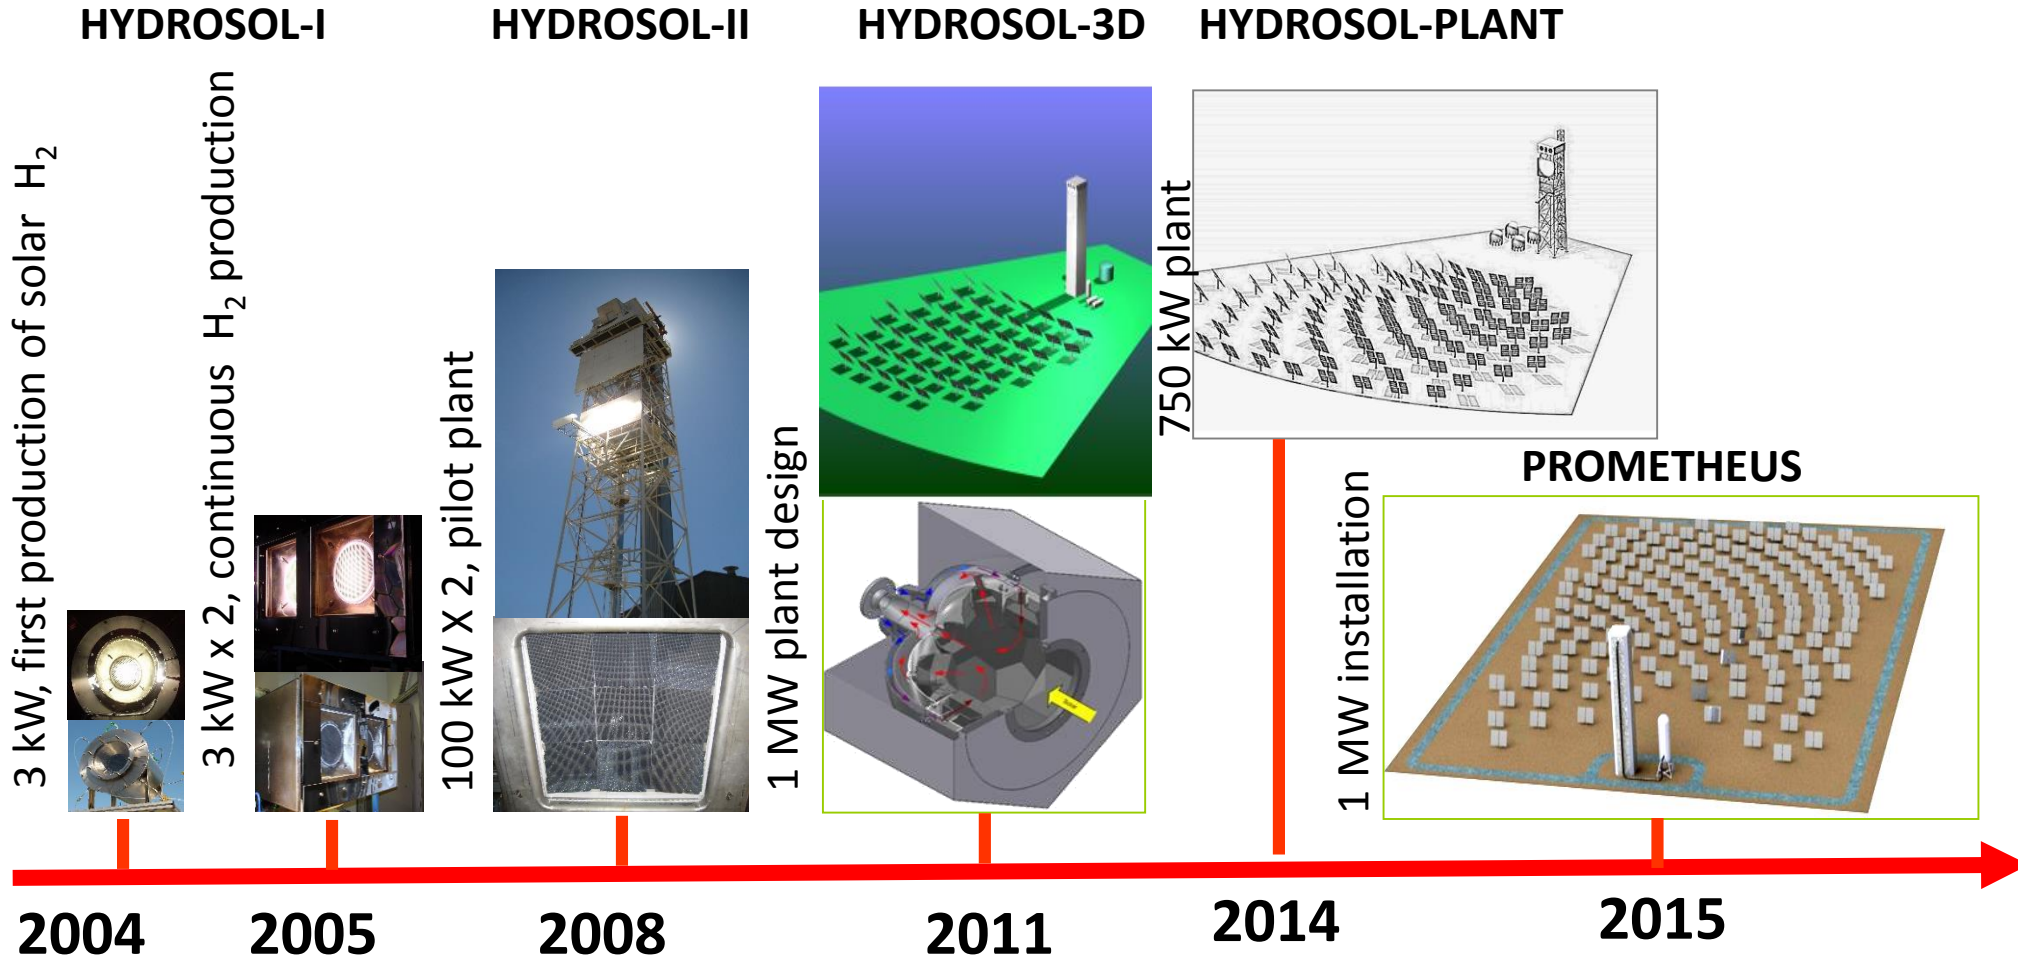 HYDROSOL-I
HYDROSOL-II
HYDROSOL-3D
HYDROSOL-PLANT
3 kW, first production of solar H₂
3 kW x 2, continuous H₂ production
100 kW X 2, pilot plant
1 MW plant design
750 kW plant
PROMETHEUS
1 MW installation
2004
2005
2008
2011
2014
2015